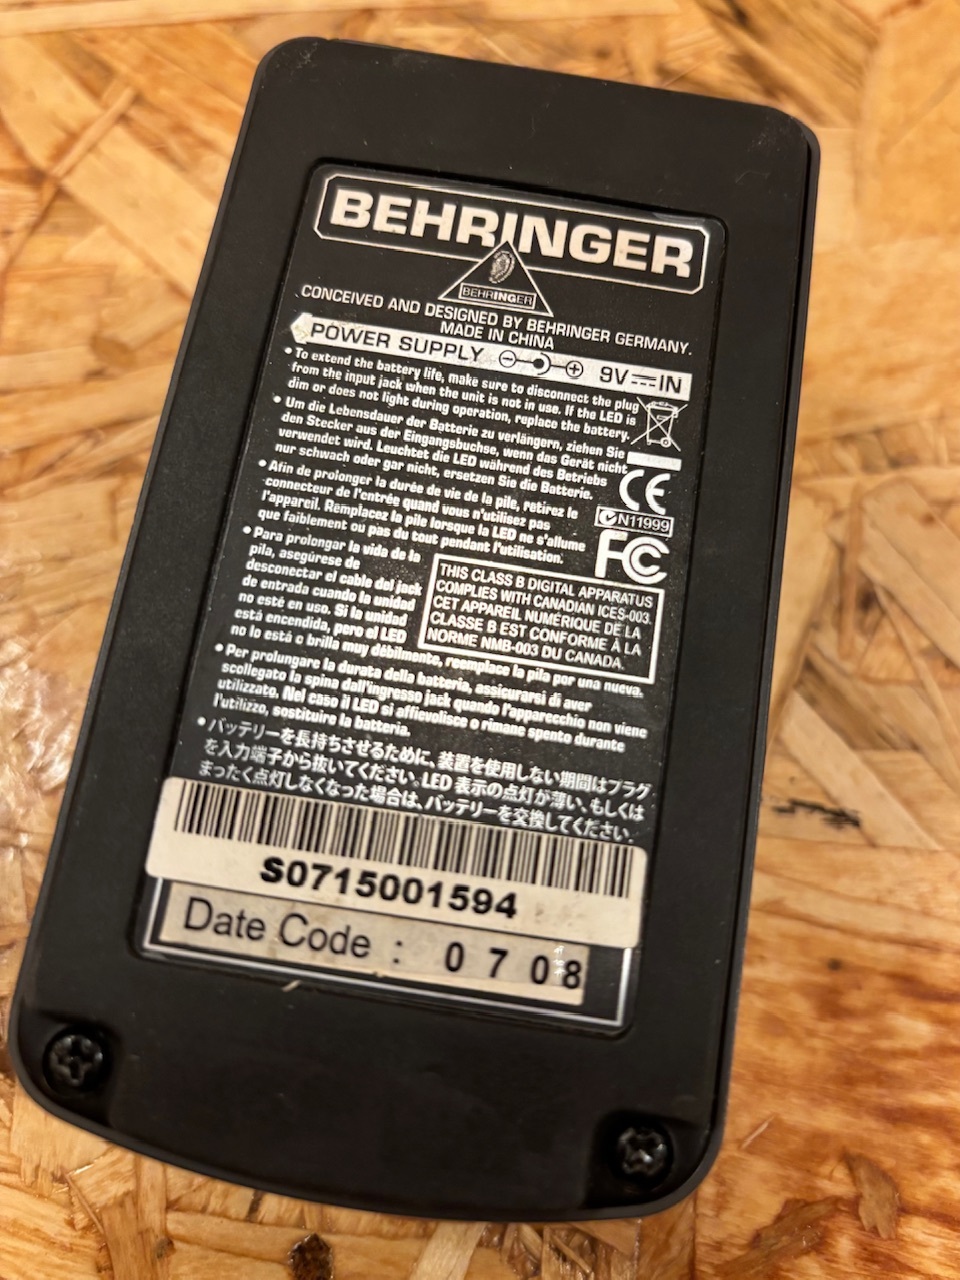 BEHRINGER
BEHRINGER
CONCEIVED AND DESIGNED BY BEHRINGER GERMANY.
MADE IN CHINA
POWER SUPPLY 9V IN
• To extend the battery life, make sure to disconnect the plug
from the input jack when the unit is not in use. If the LED is
dim or does not light during operation, replace the battery.
• Um die Lebensdauer der Batterie zu verlängern, ziehen Sie
den Stecker aus der Eingangsbuchse, wenn das Gerät nicht
verwendet wird. Leuchtet die LED während des Betriebs
nur schwach oder gar nicht, ersetzen Sie die Batterie.
CE
N11999
FC
• Afin de prolonger la durée de vie de la pile, retirez le
connecteur de l'entrée quand vous n'utilisez pas
l'appareil. Remplacez la pile lorsque la LED ne s'allume
que faiblement ou pas du tout pendant l'utilisation.
• Para prolongar la vida de la
pila, asegúrese de
desconectar el cable del jack
de entrada cuando la unidad
no esté en uso. Si la unidad
está encendida, pero el LED
no lo está o brilla muy débilmente, reemplace la pila por una nueva.
THIS CLASS B DIGITAL APPARATUS
COMPLIES WITH CANADIAN ICES-003.
CET APPAREIL NUMÉRIQUE DE LA
CLASSE B EST CONFORME À LA
NORME NMB-003 DU CANADA.
• Per prolungare la durata della batteria, assicurarsi di aver
scollegato la spina dall'ingresso jack quando l'apparecchio non viene
utilizzato. Nel caso il LED si affievolisce o rimane spento durante
l'utilizzo, sostituire la batteria.
• バッテリーを長持ちさせるために、装置を使用しない期間はプラグ
を入力端子から抜いてください。LED 表示の点灯が薄い、もしくは
まったく点灯しなくなった場合は、バッテリーを交換してください。
S0715001594
Date Code : 0708